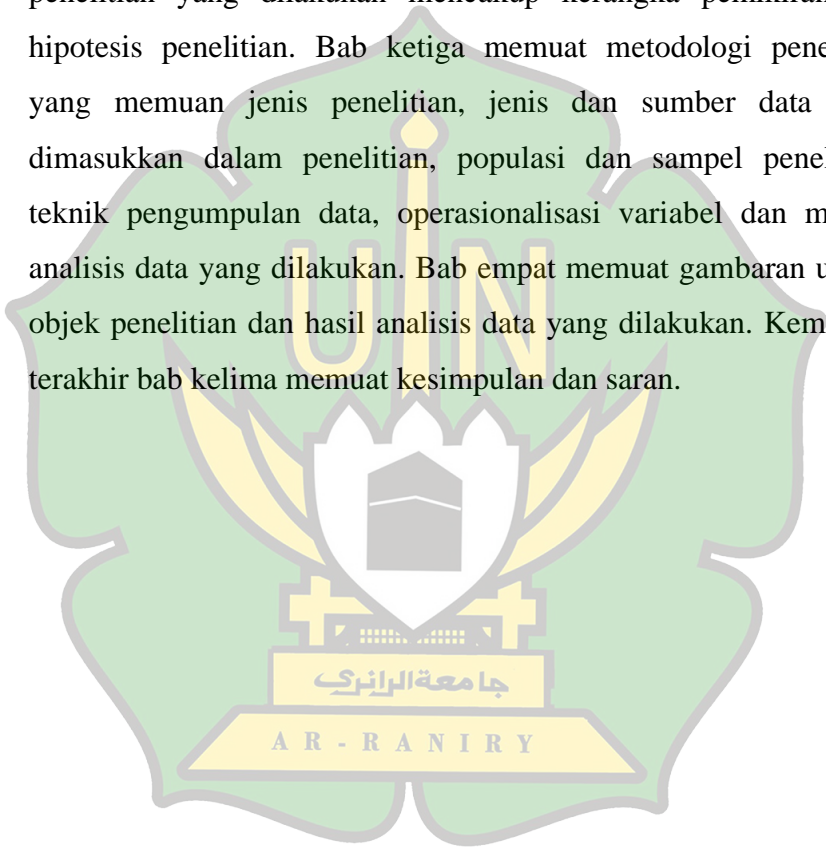 penelitian yang dilakukan mencakup kerangka pemikiran
hipotesis penelitian. Bab ketiga memuat metodologi pene
yang memuan jenis penelitian, jenis dan sumber data
dimasukkan dalam penelitian, populasi dan sampel penel
teknik pengumpulan data, operasionalisasi variabel dan m
analisis data yang dilakukan. Bab empat memuat gambaran u
objek penelitian dan hasil analisis data yang dilakukan. Kem
terakhir bab kelima memuat kesimpulan dan saran.
UIN
جامعة الرانري
AR-RANIRY